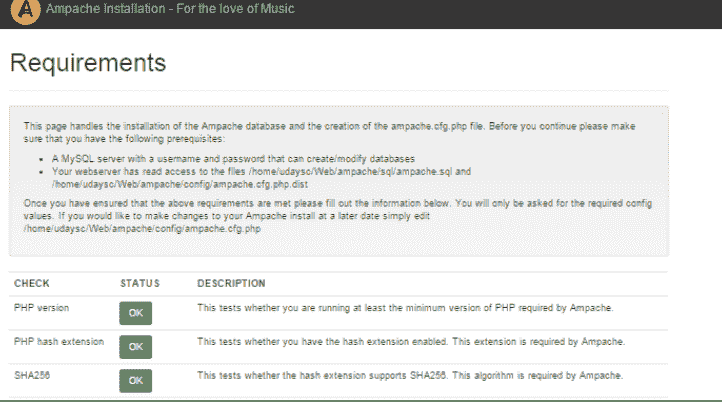 A Ampache Installation - For the love of Music
Requirements
This page handles the installation of the Ampache database and the creation of the ampache.cfg.php file. Before you continue please make
sure that you have the following prerequisites:
• A MySQL server with a username and password that can create/modify databases
• Your webserver has read access to the files /home/udaysc/Web/ampache/sql/ampache.sql and
/home/udaysc/Web/ampache/config/ampache.cfg.php.dist
Once you have ensured that the above requirements are met please fill out the information below. You will only be asked for the required config
values. If you would like to make changes to your Ampache install at a later date simply edit
/home/udaysc/Web/ampache/config/ampache.cfg.php
CHECK STATUS DESCRIPTION
PHP version OK This tests whether you are running at least the minimum version of PHP required by Ampache.
PHP hash extension OK This tests whether you have the hash extension enabled. This extension is required by Ampache.
SHA256 OK This tests whether the hash extension supports SHA256. This algorithm is required by Ampache.